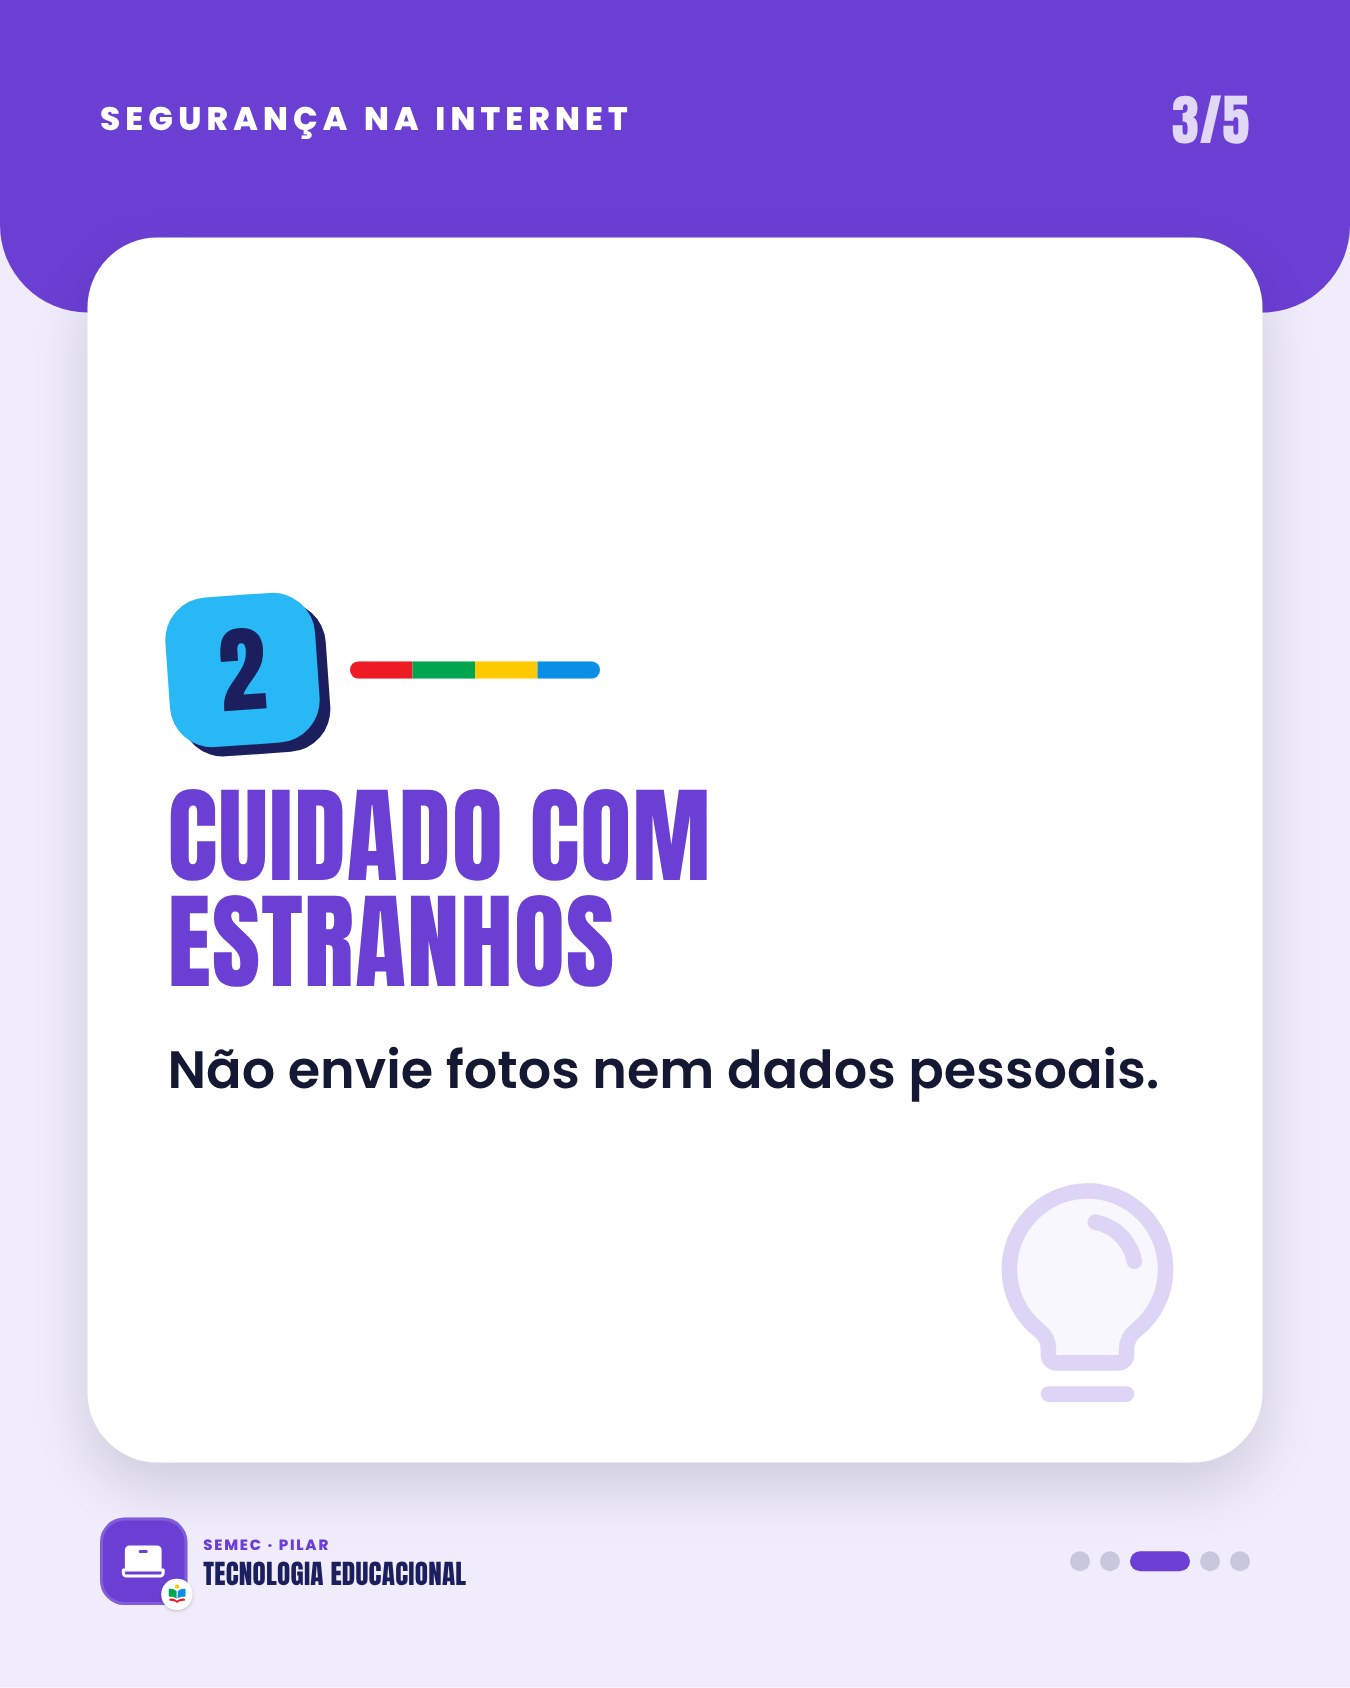 SEGURANÇA NA INTERNET
3/5
2
CUIDADO COM
ESTRANHOS
Não envie fotos nem dados pessoais.
SEMEC · PILAR
TECNOLOGIA EDUCACIONAL